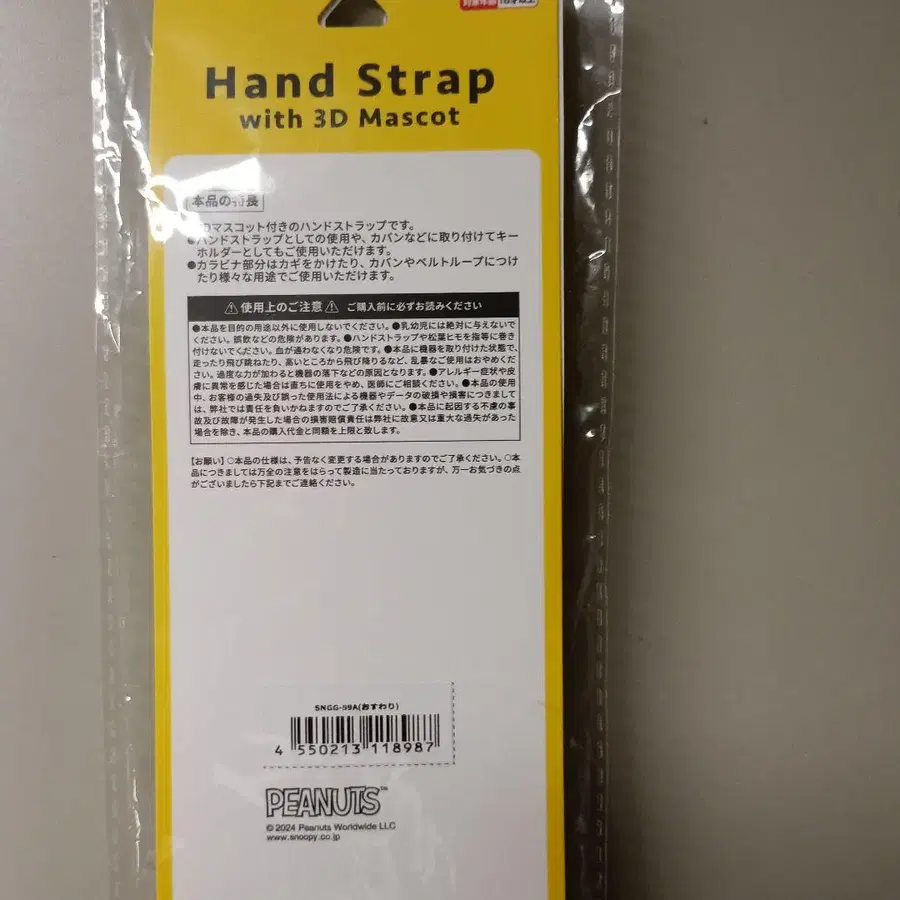 対象年齢 15才以上
Hand Strap
with 3D Mascot
本品の特長
のマスコット付きのハンドストラップです。
●ハンドストラップとしての使用や、カバンなどに取り付けてキー
ホルダーとしてもご使用いただけます。
●カラビナ部分はカギをかけたり、カバンやベルトループにつけ
たり様々な用途でご使用いただけます。
⚠使用上のご注意⚠ ご購入前に必ずお読みください
●本品を目的の用途以外に使用しないでください。●乳幼児には絶対に与えないで
ください。誤飲などの危険があります。●ハンドストラップや松葉ヒモを指等に巻き
付けないでください。血が通わなくなり危険です。●本品に機器を取り付けた状態で、
走ったり飛び跳ねたり、高いところから飛び降りるなど、乱暴なご使用はおやめくだ
さい。過度な力が加わると機器の落下などの原因となります。●アレルギー症状や皮
膚に異常を感じた場合は直ちに使用をやめ、医師にご相談ください。●本品の使用
中、お客様の過失及び誤った使用法による機器やデータの破損や損害につきまして
は、弊社では責任を負いかねますのでご了承ください。●本品に起因する不慮の事
故及び故障が発生した場合の損害賠償責任は弊社に故意又は重大な過失があった
場合を除き、本品の購入代金と同額を上限と致します。
【お願い】○本品の仕様は、予告なく変更する場合がありますのでご了承ください。○本
品につきましては万全の注意をはらって製造に当たっておりますが、万一お気づきの点
がございましたら下記までご連絡ください。
SNGG-59A(おすわり)
4 550213 118987
PEANUTS™
© 2024 Peanuts Worldwide LLC
www.snoopy.co.jp